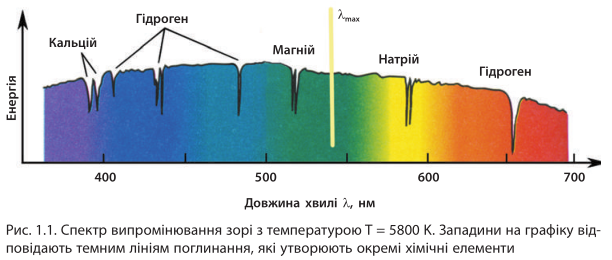 λmax
Гідроген
Кальцій
Магній
Натрій
Гідроген
Енергія
400
500
600
700
Довжина хвилі λ, нм
Рис. 1.1. Спектр випромінювання зорі з температурою T = 5800 K. Западини на графіку від-
повідають темним лініям поглинання, які утворюють окремі хімічні елементи